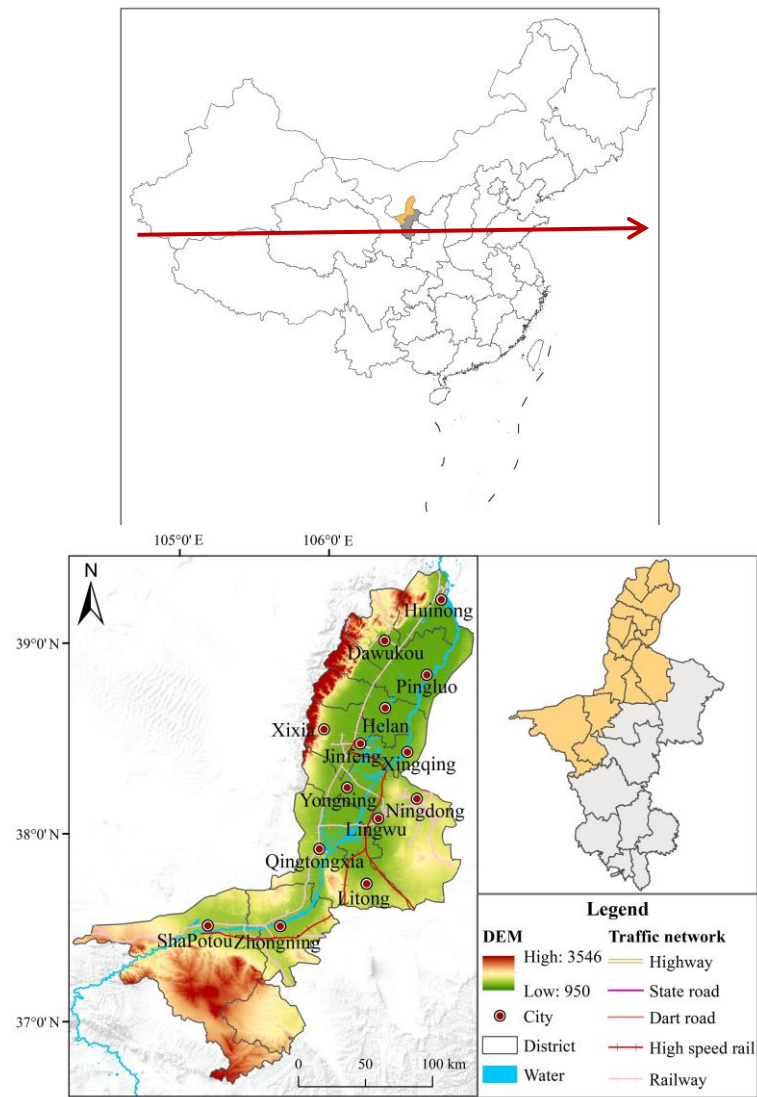 105°0′ E
106°0′ E
N
39°0′ N
38°0′ N
37°0′ N
Huinong
Dawukou
Pingluo
Helan
Xixia
Jinfeng
Xingqing
Yongning
Ningdong
Lingwu
Qingtongxia
Litong
ShaPotou
Zhongning
0 50 100 km
Legend
DEM
High: 3546
Low: 950
City
District
Water
Traffic network
Highway
State road
Dart road
High speed rail
Railway